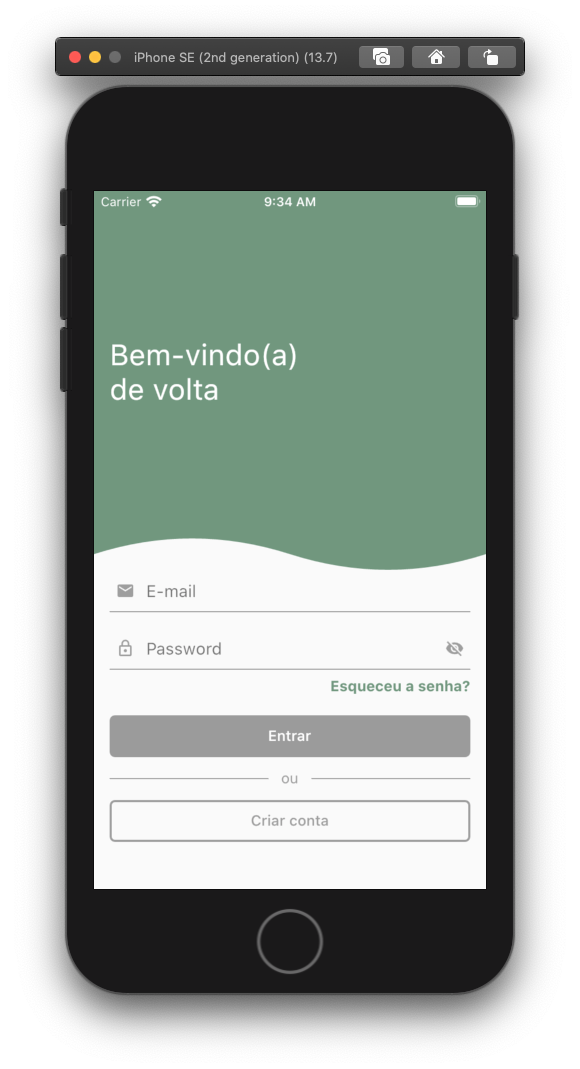 iPhone SE (2nd generation) (13.7)
Carrier 9:34 AM
Bem-vindo(a)
de volta
E-mail
Password
Esqueceu a senha?
Entrar
ou
Criar conta